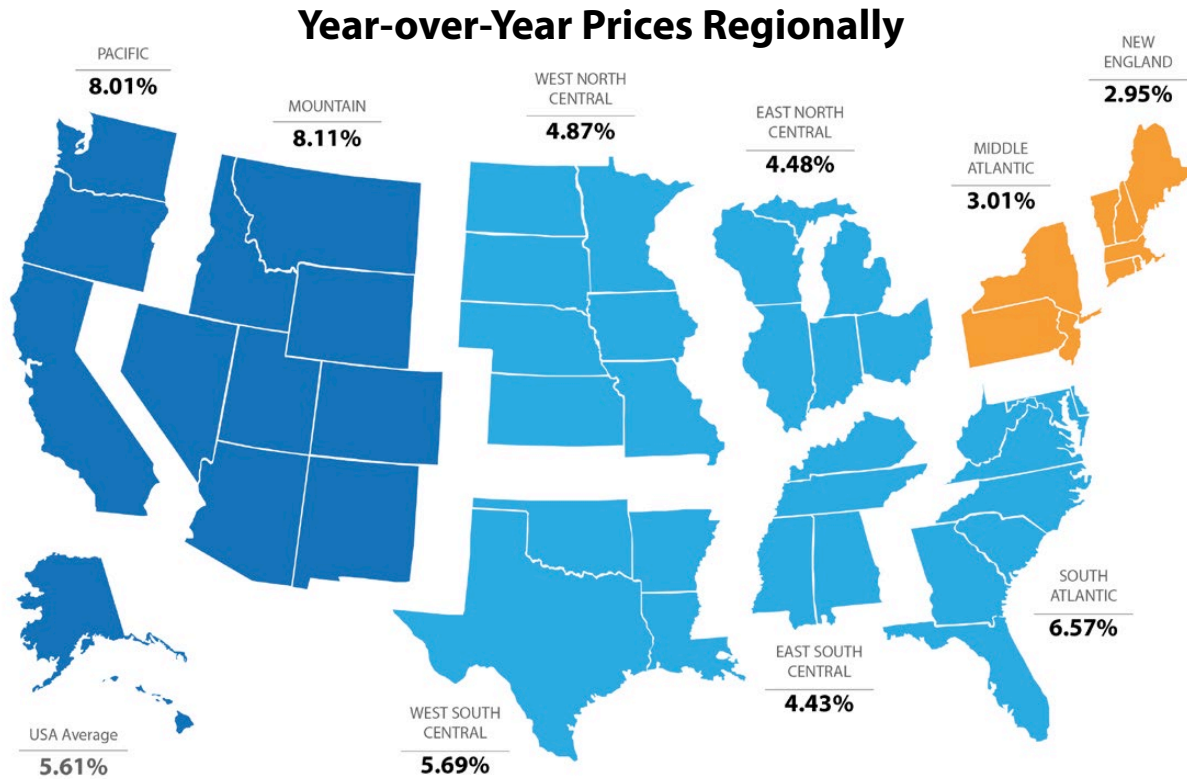 Year-over-Year Prices Regionally
PACIFIC
8.01%
MOUNTAIN
8.11%
WEST NORTH
CENTRAL
4.87%
EAST NORTH
CENTRAL
4.48%
MIDDLE
ATLANTIC
3.01%
NEW
ENGLAND
2.95%
SOUTH
ATLANTIC
6.57%
EAST SOUTH
CENTRAL
4.43%
WEST SOUTH
CENTRAL
5.69%
USA Average
5.61%